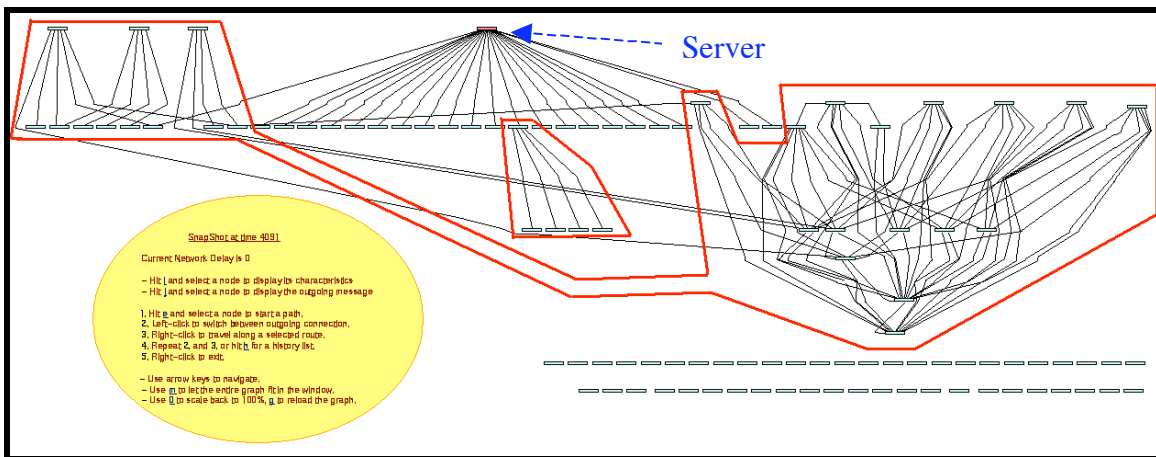 Server
SnapShot at time 4091
Current Network Delay is 0
- Hit i and select a node to display its characteristics
- Hit j and select a node to display the outgoing message
1. Hit e and select a node to start a path.
2. Left-click to switch between outgoing connection.
3. Right-click to travel along a selected route.
4. Repeat 2. and 3. or hit h for a history list.
5. Right-click to exit.
- Use arrow keys to navigate.
- Use m to let the entire graph fit in the window.
- Use 0 to scale back to 100%, g to reload the graph.